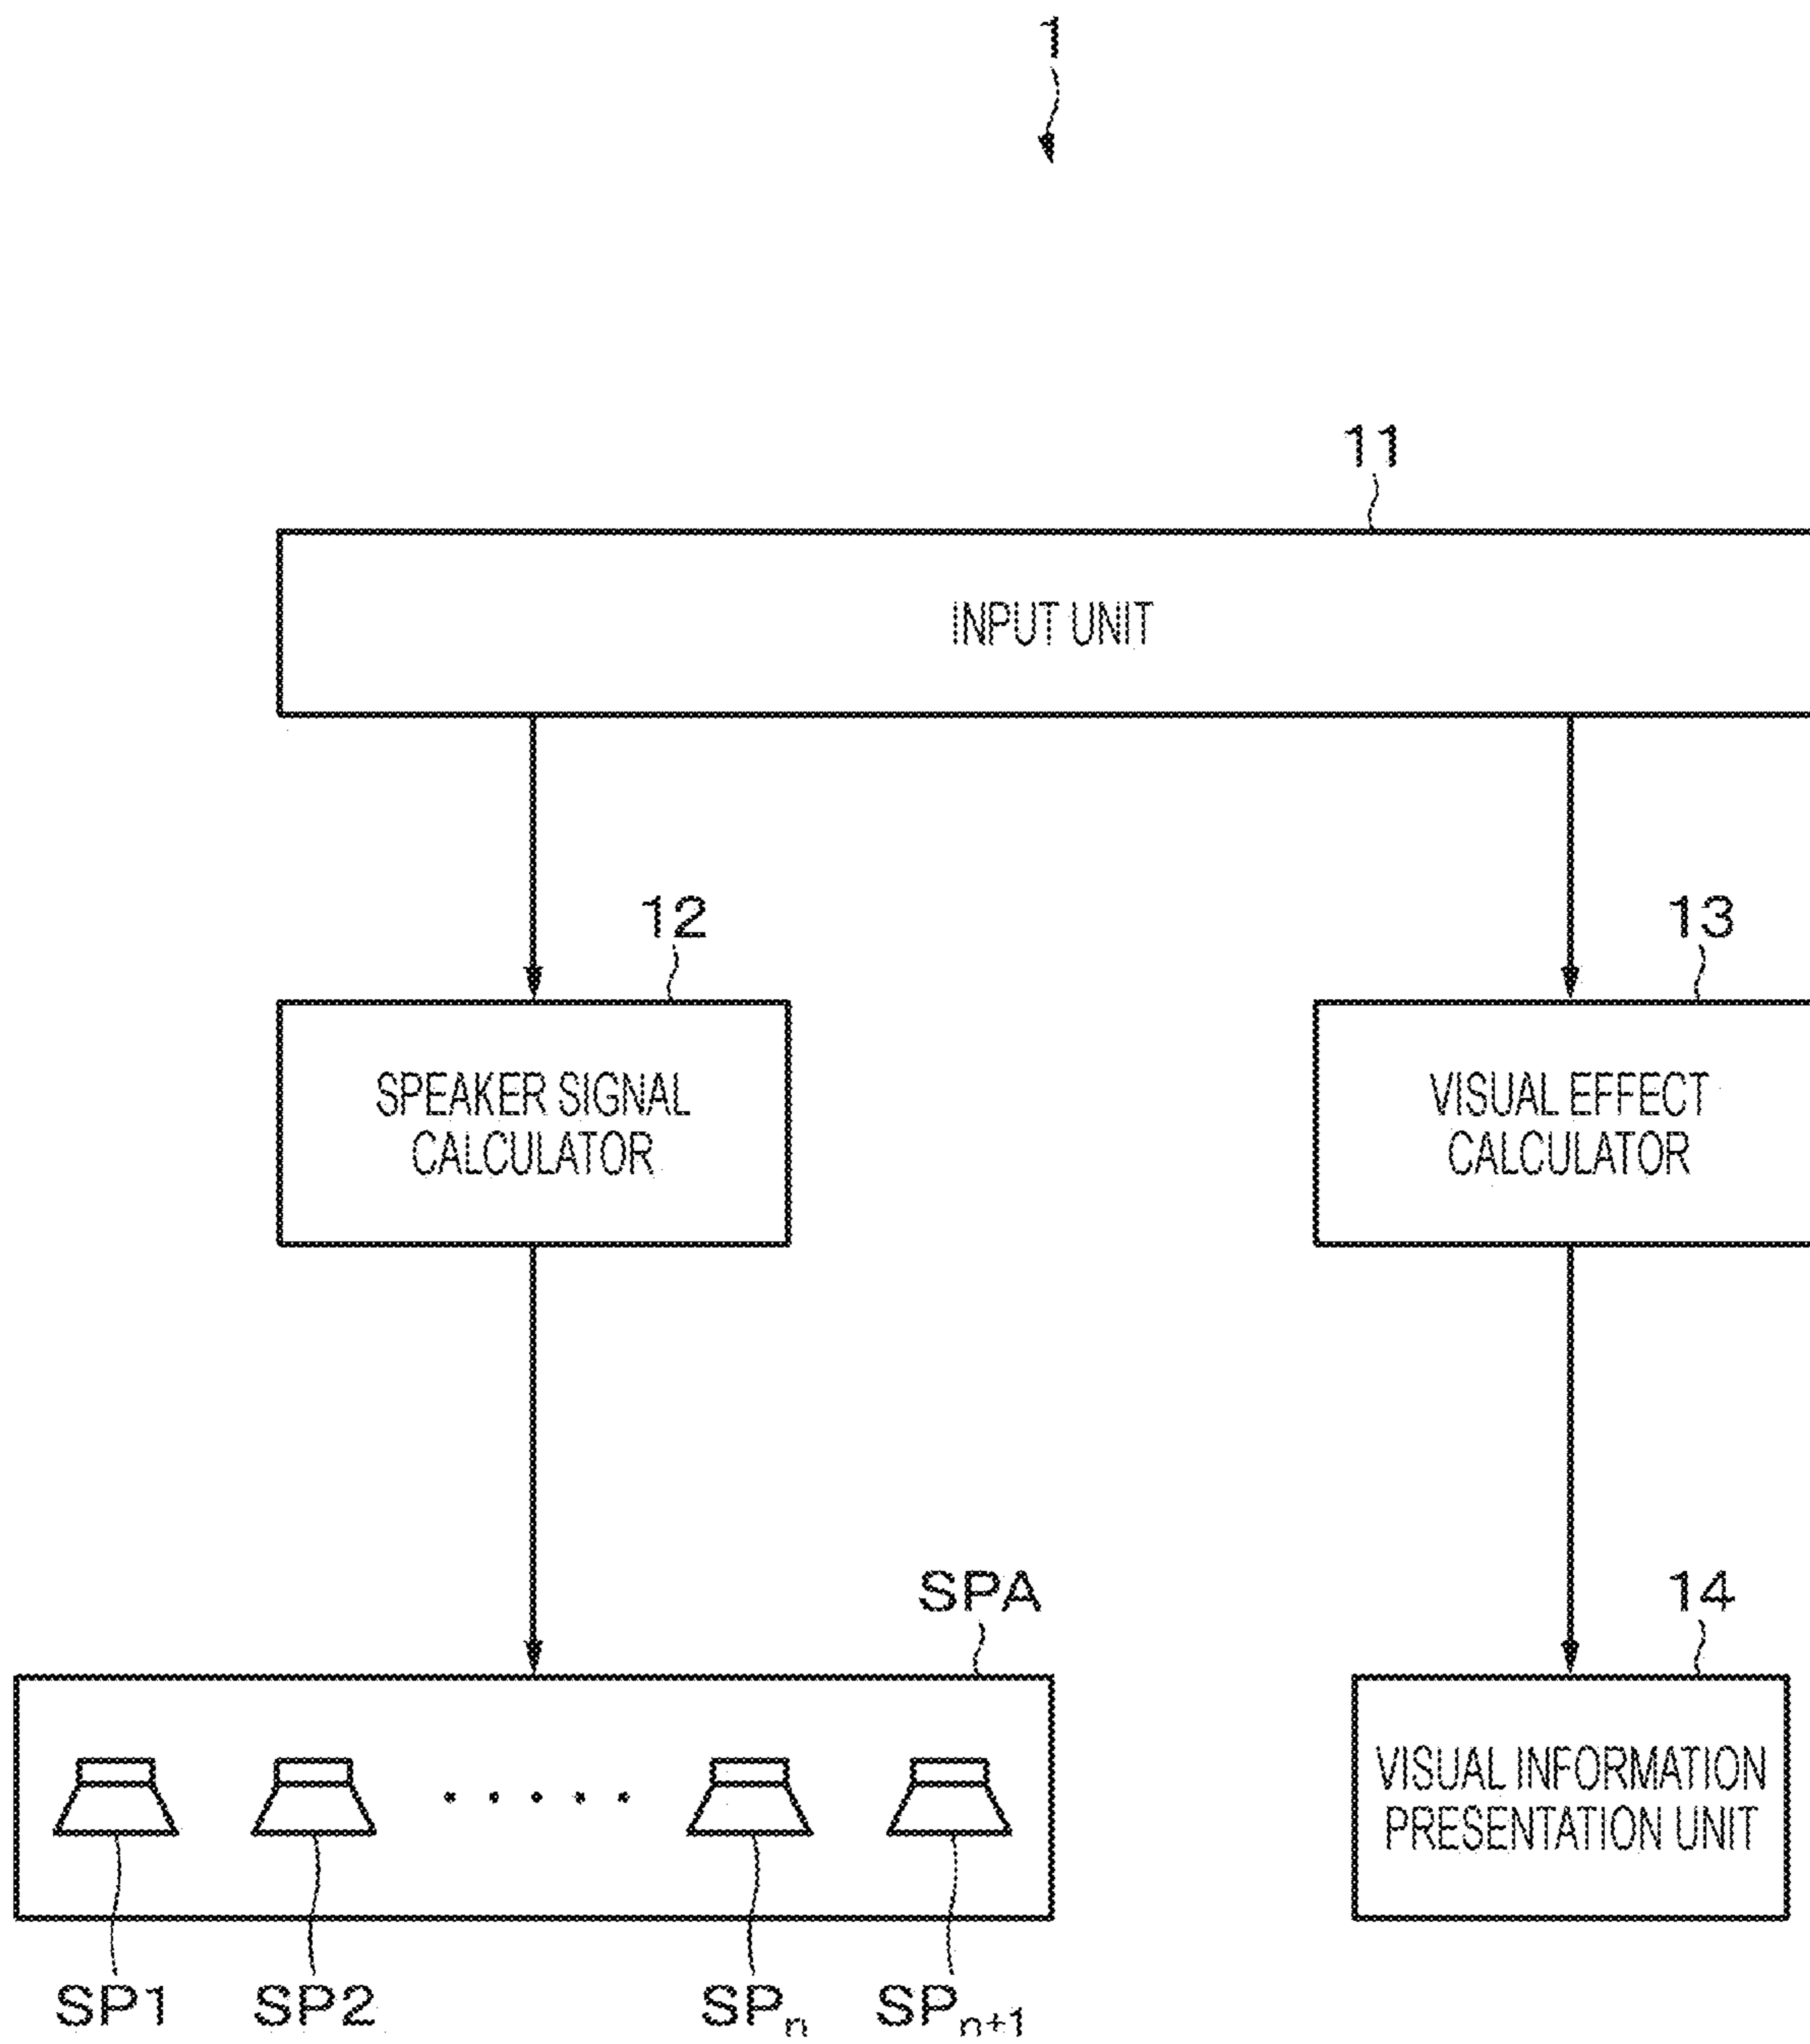 1
11
INPUT UNIT
12
13
SPEAKER SIGNAL
CALCULATOR
VISUAL EFFECT
CALCULATOR
SPA
14
VISUAL INFORMATION
PRESENTATION UNIT
SP1 SP2 SPn SPn+1